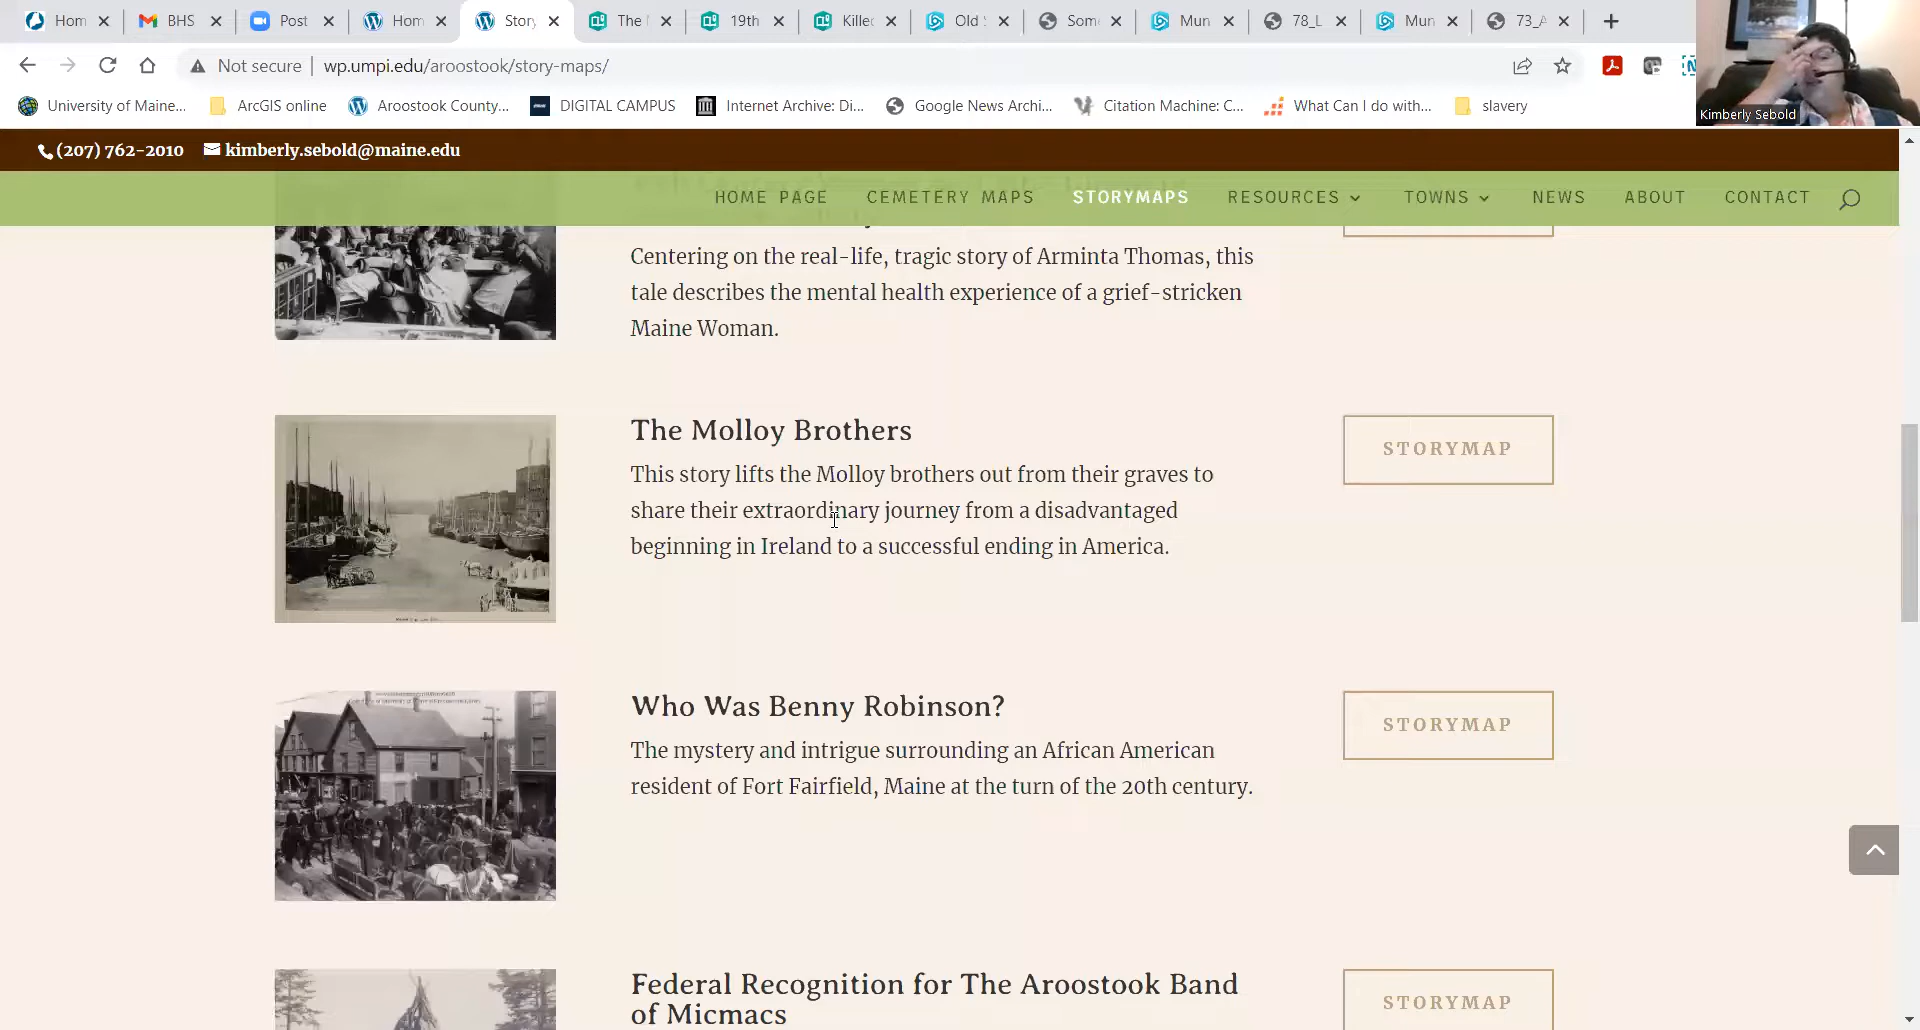 Hom
BHS
Post
Hom
Story
The
19th
Killed
Old
Som
Mun
78_L
Mun
73_A
Not secure
wp.umpi.edu/aroostook/story-maps/
University of Maine...
ArcGIS online
Aroostook County...
DIGITAL CAMPUS
Internet Archive: Di...
Google News Archi...
Citation Machine: C...
What Can I do with...
slavery
Kimberly Sebold
(207) 762-2010
kimberly.sebold@maine.edu
HOME PAGE
CEMETERY MAPS
STORYMAPS
RESOURCES
TOWNS
NEWS
ABOUT
CONTACT
Centering on the real-life, tragic story of Arminta Thomas, this
tale describes the mental health experience of a grief-stricken
Maine Woman.
The Molloy Brothers
This story lifts the Molloy brothers out from their graves to
share their extraordinary journey from a disadvantaged
beginning in Ireland to a successful ending in America.
STORYMAP
Who Was Benny Robinson?
The mystery and intrigue surrounding an African American
resident of Fort Fairfield, Maine at the turn of the 20th century.
STORYMAP
Federal Recognition for The Aroostook Band
of Micmacs
STORYMAP